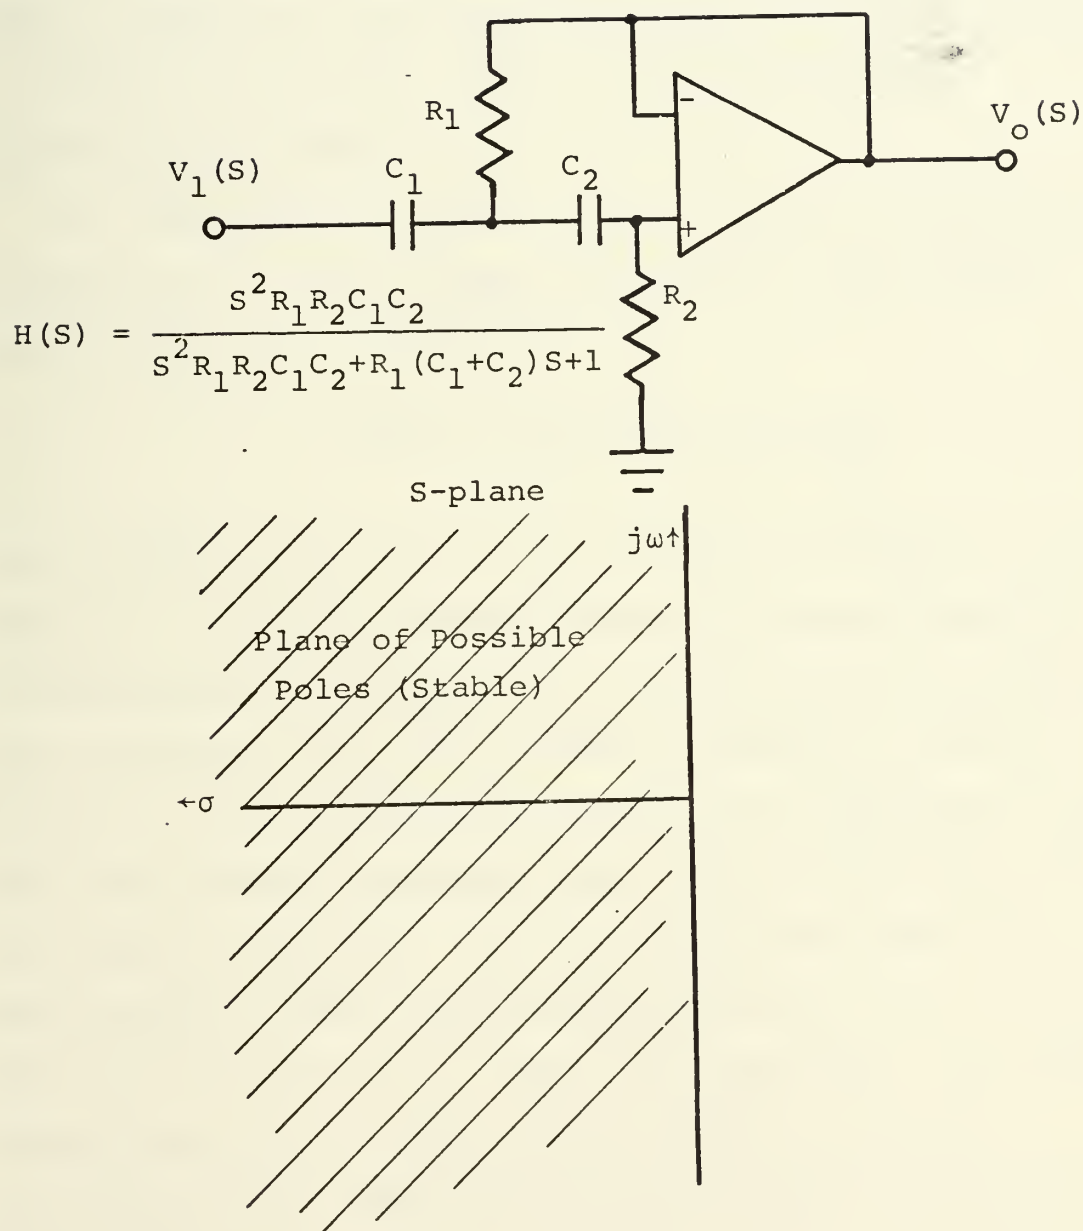 R1
V1(S)
C1
C2
-
+
Vo(S)
R2
H(S) = S²R1R2C1C2
S²R1R2C1C2+R1(C1+C2)S+1
S-plane
jω↑
Plane of Possible
Poles (Stable)
←σ